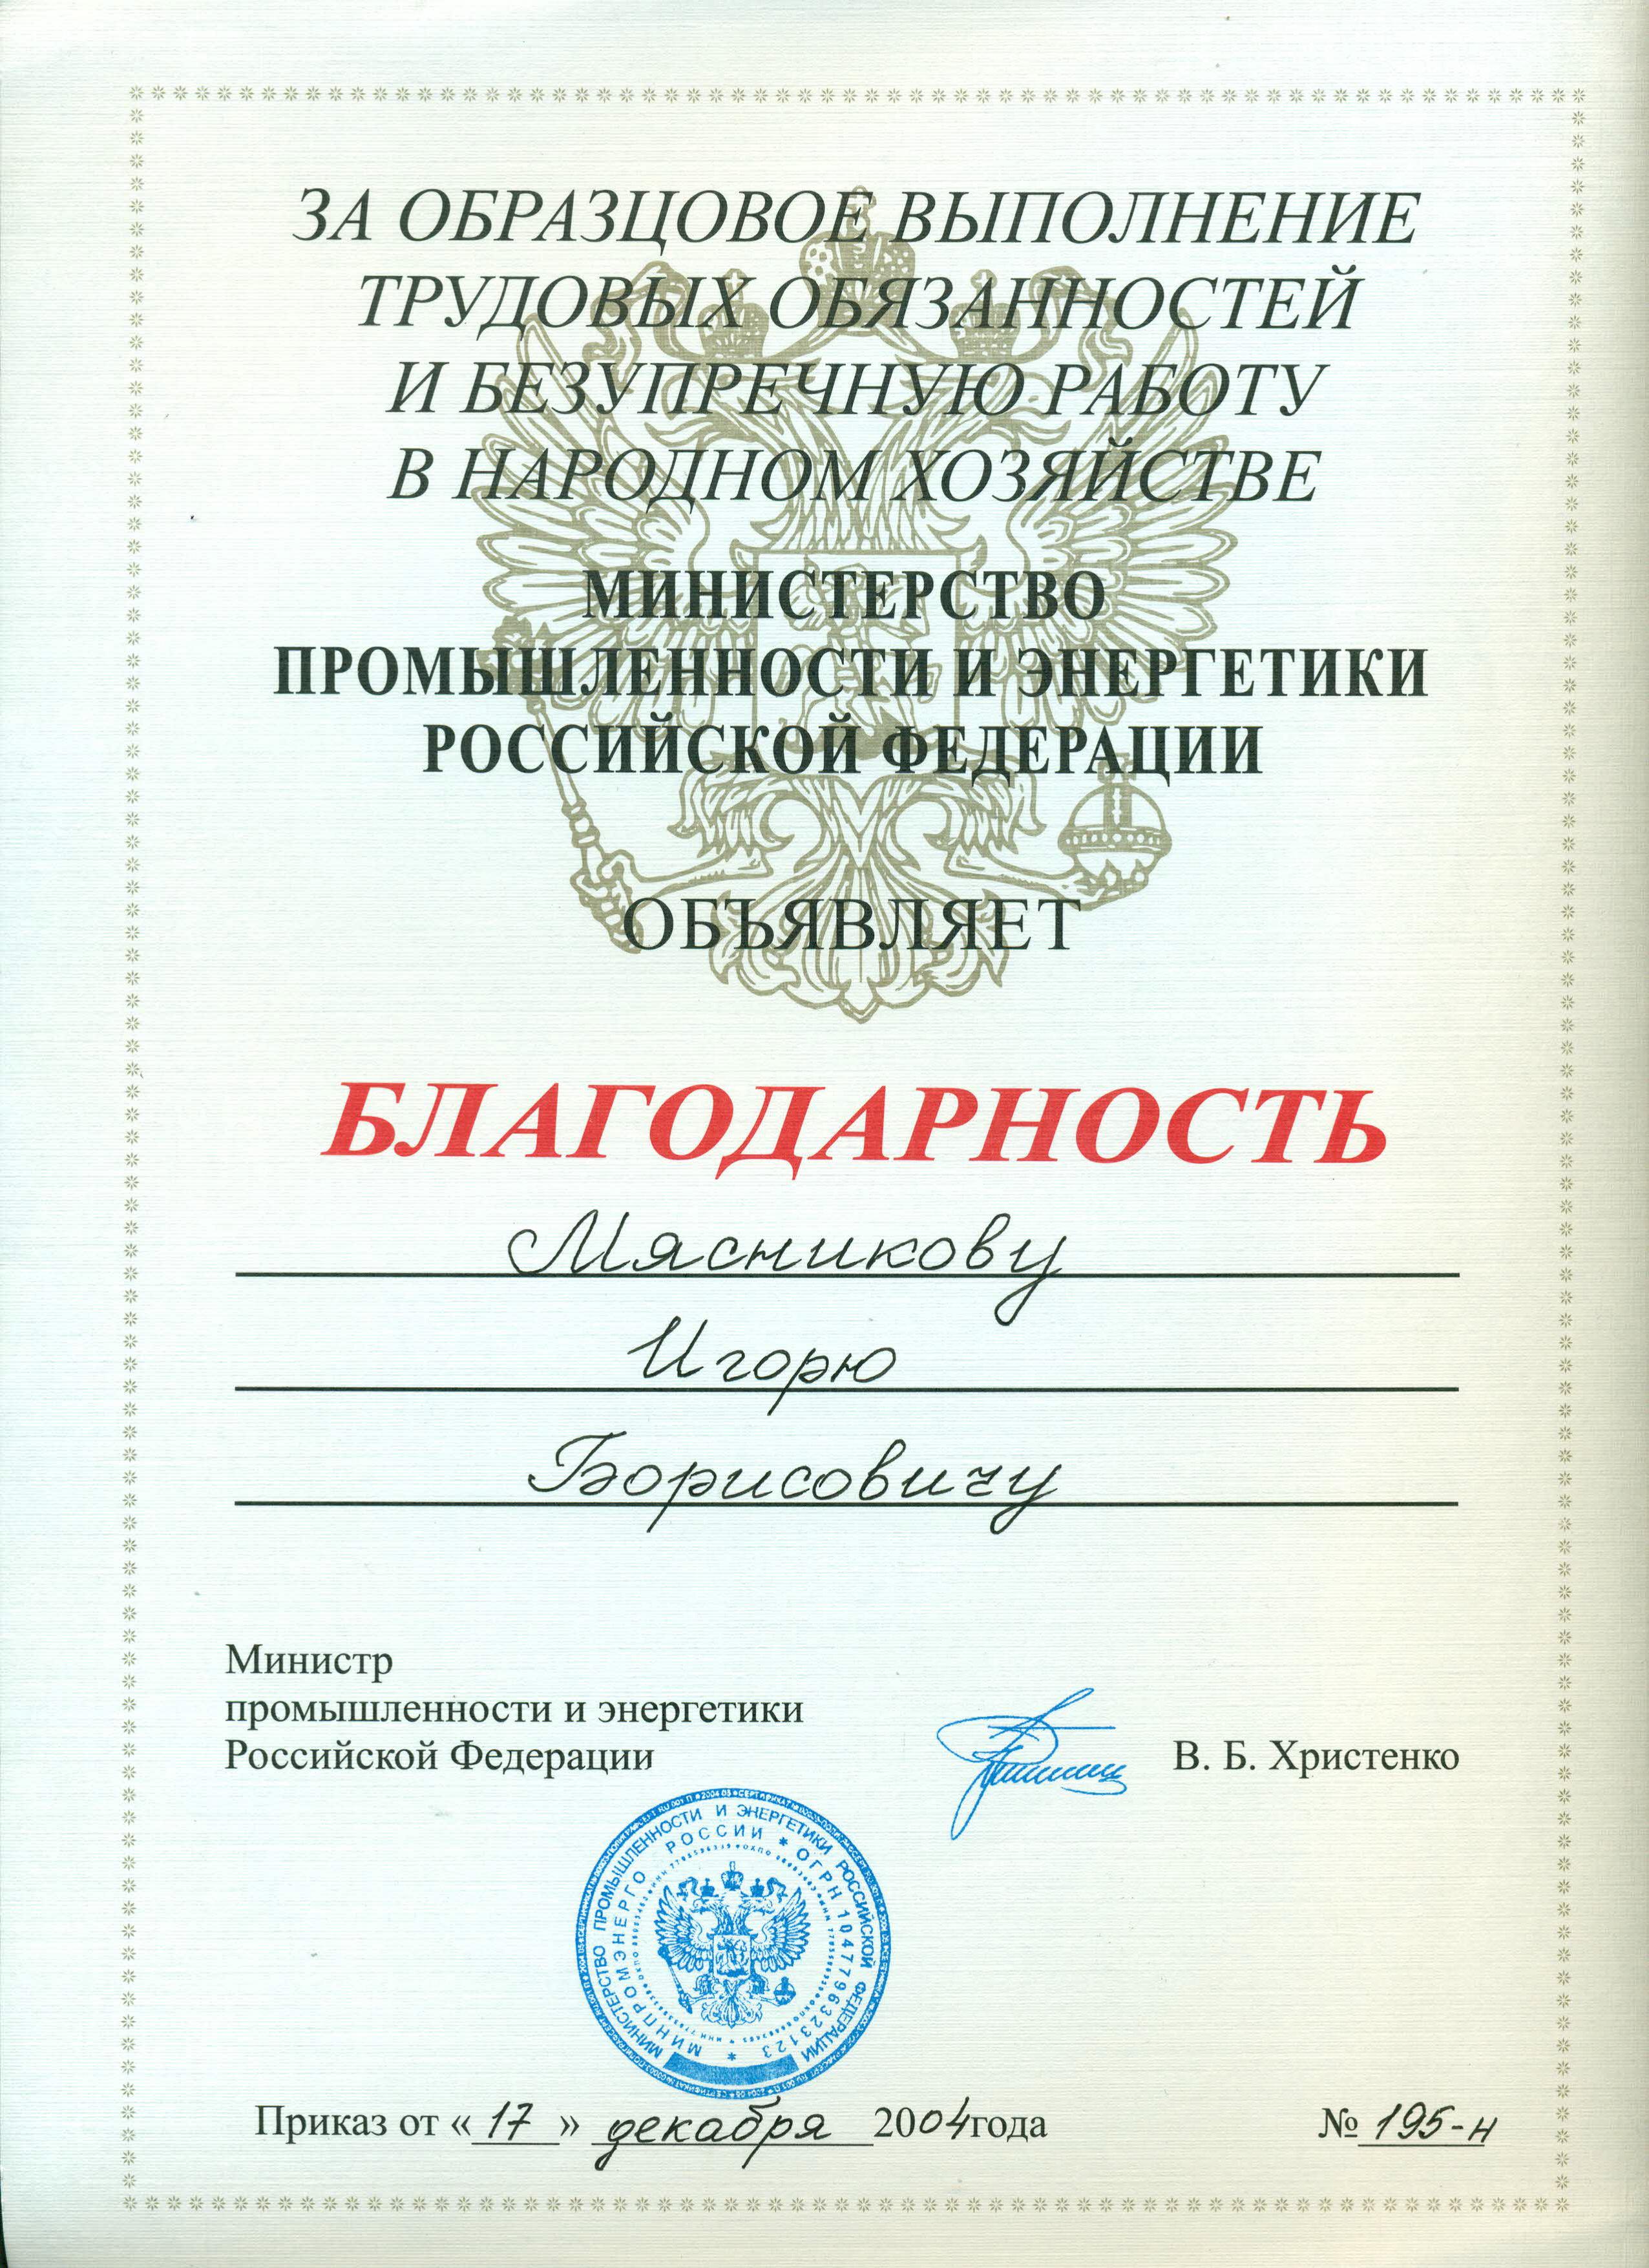 ЗА ОБРАЗЦОВОЕ ВЫПОЛНЕНИЕ
ТРУДОВЫХ ОБЯЗАННОСТЕЙ
И БЕЗУПРЕЧНУЮ РАБОТУ
В НАРОДНОМ ХОЗЯЙСТВЕ
МИНИСТЕРСТВО
ПРОМЫШЛЕННОСТИ И ЭНЕРГЕТИКИ
РОССИЙСКОЙ ФЕДЕРАЦИИ
ОБЪЯВЛЯЕТ
БЛАГОДАРНОСТЬ
Мясникову
Игорю
Борисовичу
Министр
промышленности и энергетики
Российской Федерации
В. Б. Христенко
МИНИСТЕРСТВО ПРОМЫШЛЕННОСТИ И ЭНЕРГЕТИКИ РОССИЙСКОЙ ФЕДЕРАЦИИ
МИНПРОМЭНЕРГО РОССИИ * ОГРН 1047796323123 *
Приказ от «17» декабря 2004года
№ 195-н